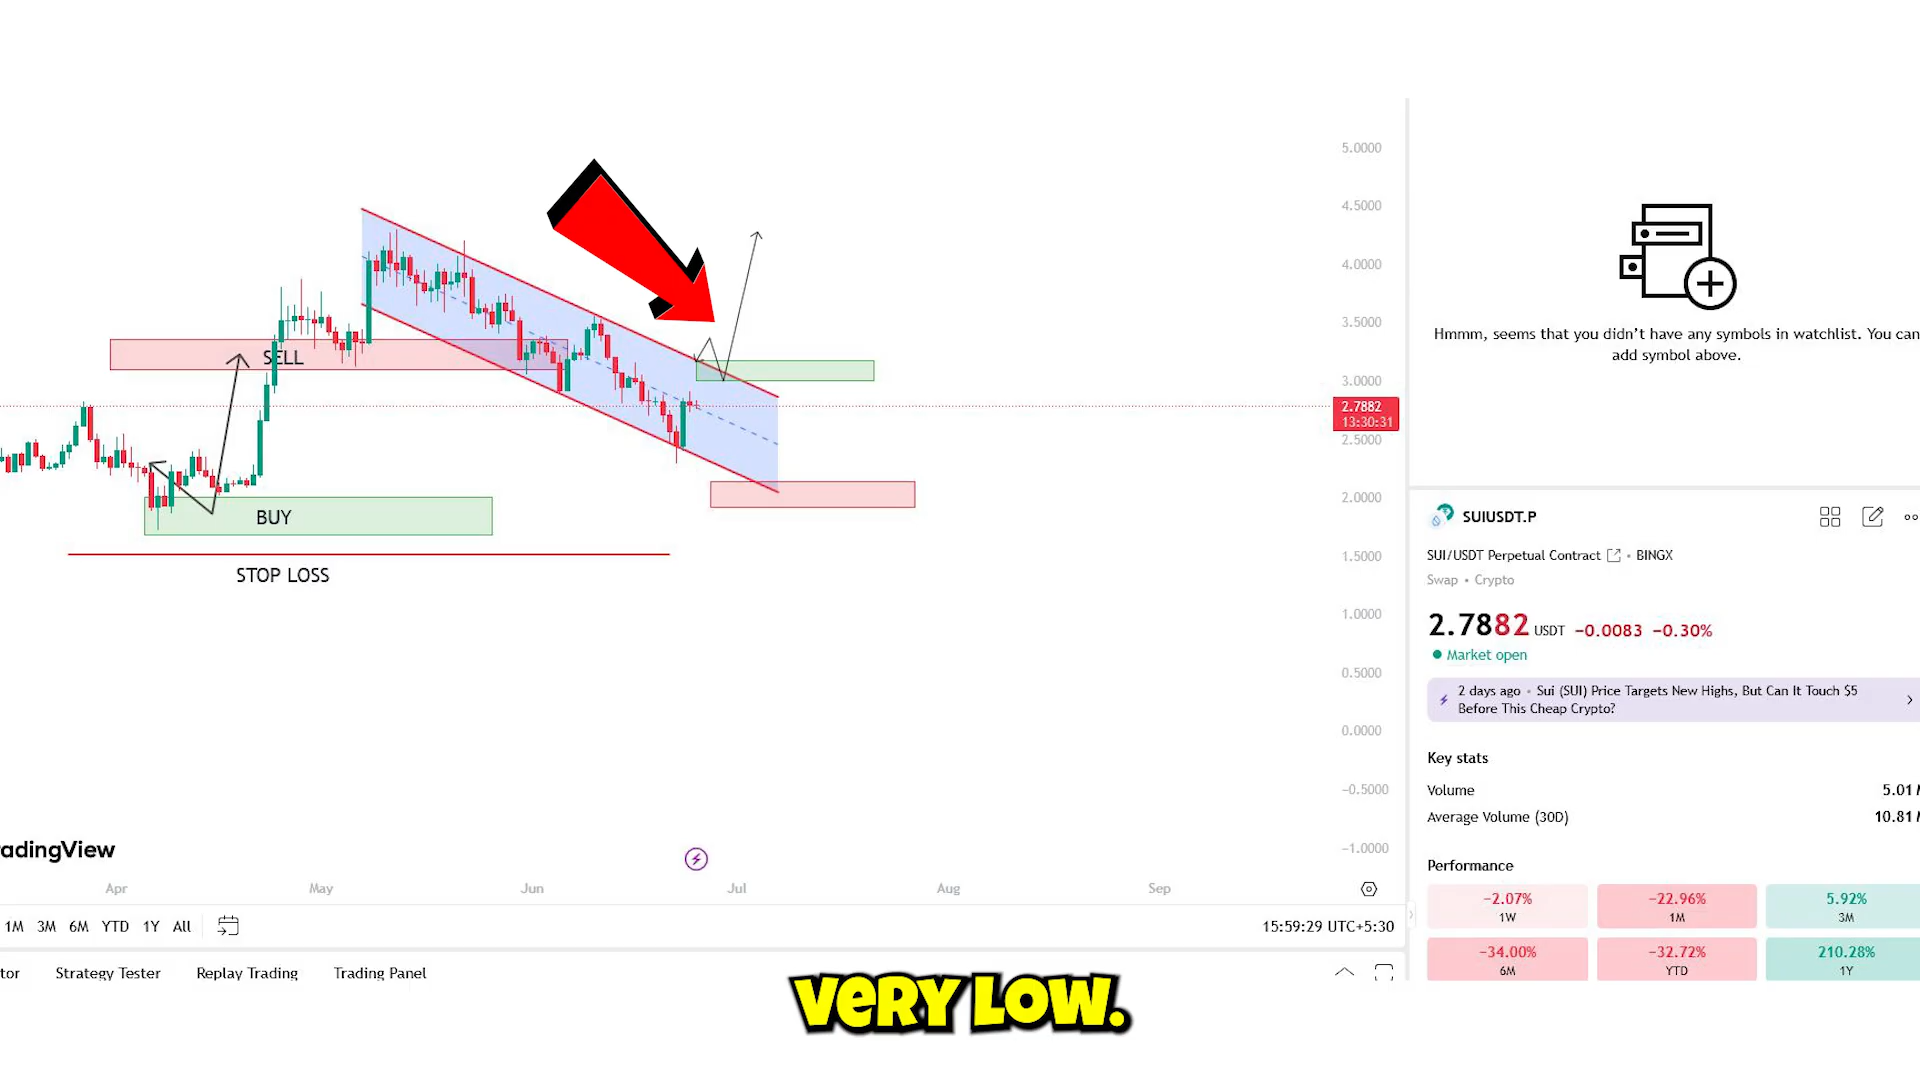 5.0000
4.5000
4.0000
3.5000
3.0000
2.7882
13:30:31
2.5000
2.0000
1.5000
1.0000
0.5000
0.0000
−0.5000
−1.0000
SELL
BUY
STOP LOSS
adingView
Apr May Jun Jul Aug Sep
1M 3M 6M YTD 1Y All
15:59:29 UTC+5:30
tor Strategy Tester Replay Trading Trading Panel
Hmmm, seems that you didn't have any symbols in watchlist. You can
add symbol above.
SUIUSDT.P
SUI/USDT Perpetual Contract • BINGX
Swap • Crypto
2.7882 USDT −0.0083 −0.30%
Market open
2 days ago • Sui (SUI) Price Targets New Highs, But Can It Touch $5
Before This Cheap Crypto?
Key stats
Volume 5.01 M
Average Volume (30D) 10.81 M
Performance
−2.07% −22.96% 5.92%
1W 1M 3M
−34.00% −32.72% 210.28%
6M YTD 1Y
VERY LOW.